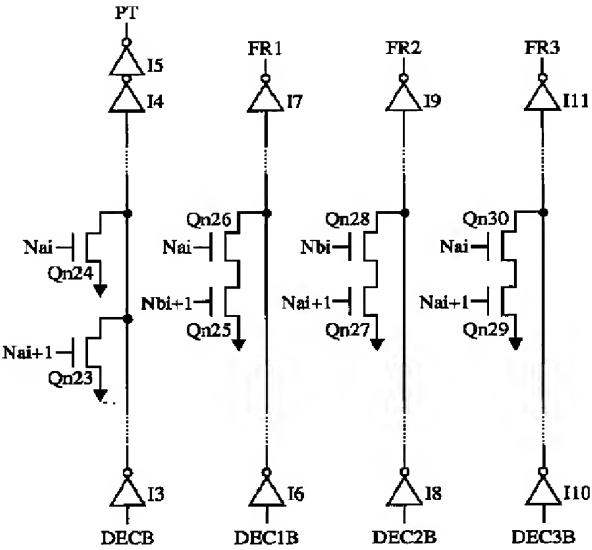 PT
I5
I4
FR1
I7
FR2
I9
FR3
I11
Nai
Qn24
Qn26
Nai
Qn28
Nbi
Qn30
Nai
Nbi+1
Qn25
Nai+1
Qn27
Nai+1
Qn29
Nai+1
Qn23
I3
I6
I8
I10
DECB
DEC1B
DEC2B
DEC3B